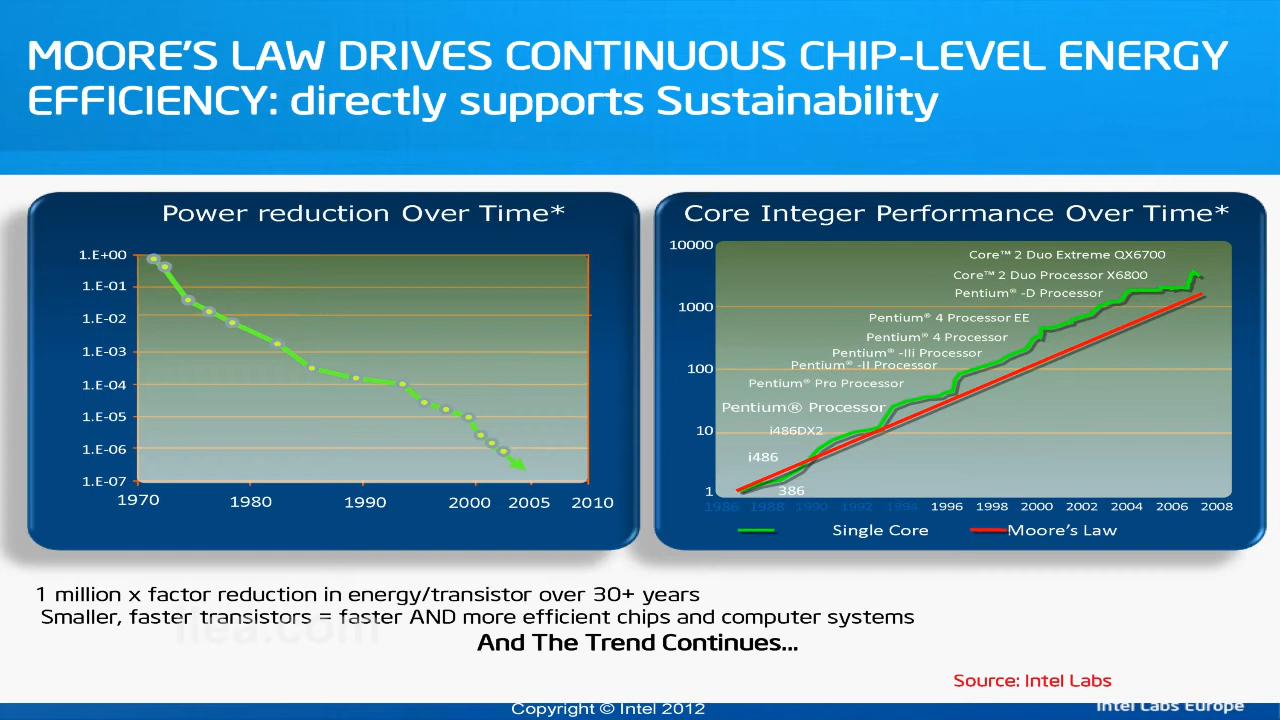 MOORE’S LAW DRIVES CONTINUOUS CHIP-LEVEL ENERGY
EFFICIENCY: directly supports Sustainability
Power reduction Over Time*
1.E+00
1.E-01
1.E-02
1.E-03
1.E-04
1.E-05
1.E-06
1.E-07
1970
1980
1990
2000
2005
2010
Core Integer Performance Over Time*
10000
1000
100
10
1
Core™ 2 Duo Extreme QX6700
Core™ 2 Duo Processor X6800
Pentium® -D Processor
Pentium® 4 Processor EE
Pentium® 4 Processor
Pentium® -IIi Processor
Pentium® -II Processor
Pentium® Pro Processor
Pentium® Processor
i486DX2
i486
386
1986 1988 1990 1992 1994 1996 1998 2000 2002 2004 2006 2008
Single Core
Moore’s Law
1 million x factor reduction in energy/transistor over 30+ years
Smaller, faster transistors = faster AND more efficient chips and computer systems
And The Trend Continues...
Source: Intel Labs
Copyright © Intel 2012
Intel Labs Europe